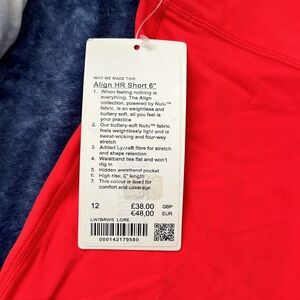 WHY WE MADE THIS
Align HR Short 6"
1. When feeling nothing is
everything. The Align
collection, powered by Nulu™
fabric, is so weightless and
buttery soft, all you feel is
your practice
2. Our buttery-soft Nulu™ fabric
feels weightlessly light and is
sweat-wicking and four-way
stretch
3. Added Lycra® fibre for stretch
and shape retention
4. Waistband lies flat and won't
dig in
5. Hidden waistband pocket
6. High rise, 6" length
7. This colour is lined for
comfort and coverage
12 £38.00 GBP
€48,00 EUR
LW7BRWS LORE
000142179580